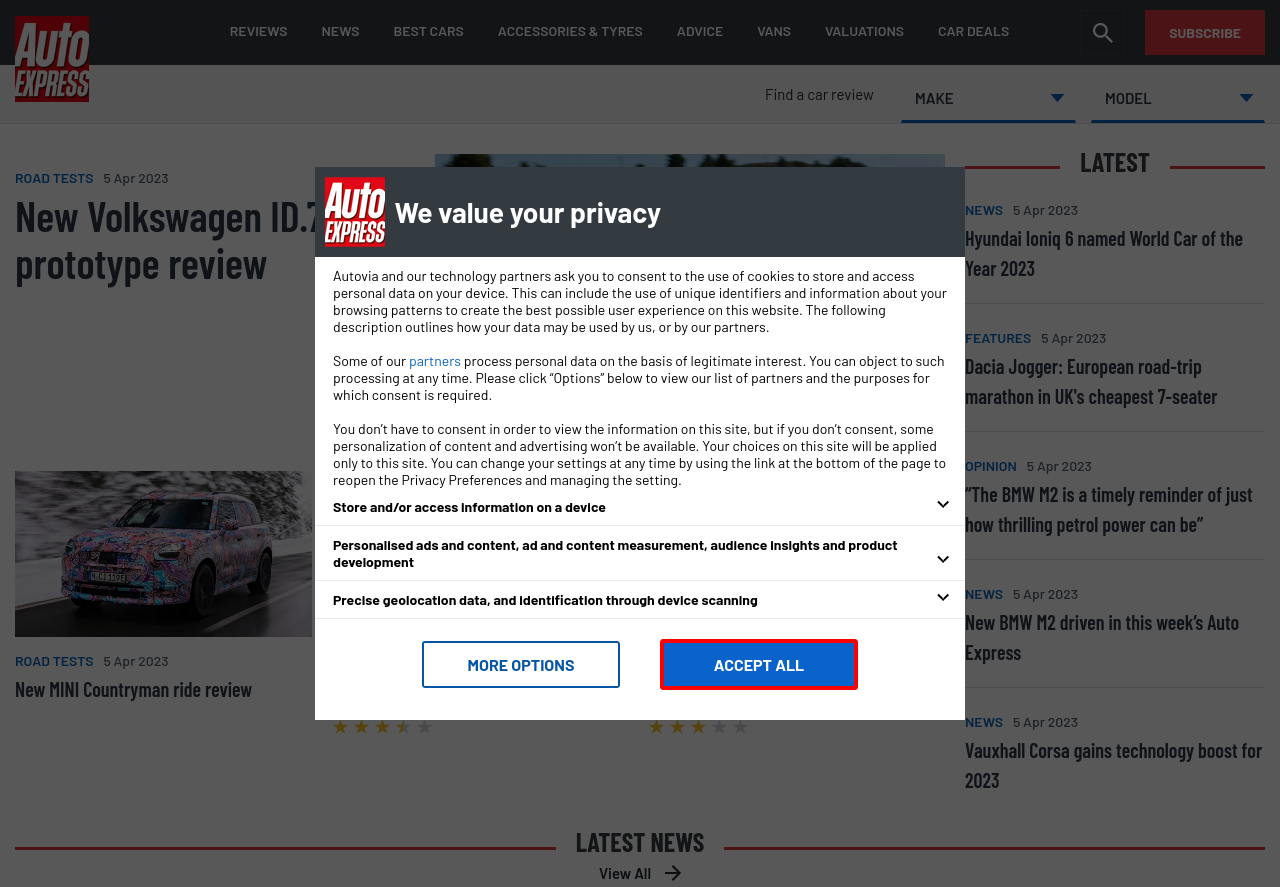 Auto
EXPRESS
REVIEWS
NEWS
BEST CARS
ACCESSORIES & TYRES
ADVICE
VANS
VALUATIONS
CAR DEALS
SUBSCRIBE
Find a car review
MAKE
MODEL
ROAD TESTS 5 Apr 2023
New Volkswagen ID.7
prototype review
Auto
EXPRESS
We value your privacy
Autovia and our technology partners ask you to consent to the use of cookies to store and access
personal data on your device. This can include the use of unique identifiers and information about your
browsing patterns to create the best possible user experience on this website. The following
description outlines how your data may be used by us, or by our partners.
Some of our partners process personal data on the basis of legitimate interest. You can object to such
processing at any time. Please click “Options” below to view our list of partners and the purposes for
which consent is required.
You don’t have to consent in order to view the information on this site, but if you don’t consent, some
personalization of content and advertising won’t be available. Your choices on this site will be applied
only to this site. You can change your settings at any time by using the link at the bottom of the page to
reopen the Privacy Preferences and managing the setting.
Store and/or access information on a device
Personalised ads and content, ad and content measurement, audience insights and product
development
Precise geolocation data, and identification through device scanning
MORE OPTIONS
ACCEPT ALL
ROAD TESTS 5 Apr 2023
New MINI Countryman ride review
LATEST
NEWS 5 Apr 2023
Hyundai Ioniq 6 named World Car of the
Year 2023
FEATURES 5 Apr 2023
Dacia Jogger: European road-trip
marathon in UK's cheapest 7-seater
OPINION 5 Apr 2023
“The BMW M2 is a timely reminder of just
how thrilling petrol power can be”
NEWS 5 Apr 2023
New BMW M2 driven in this week’s Auto
Express
NEWS 5 Apr 2023
Vauxhall Corsa gains technology boost for
2023
LATEST NEWS
View All